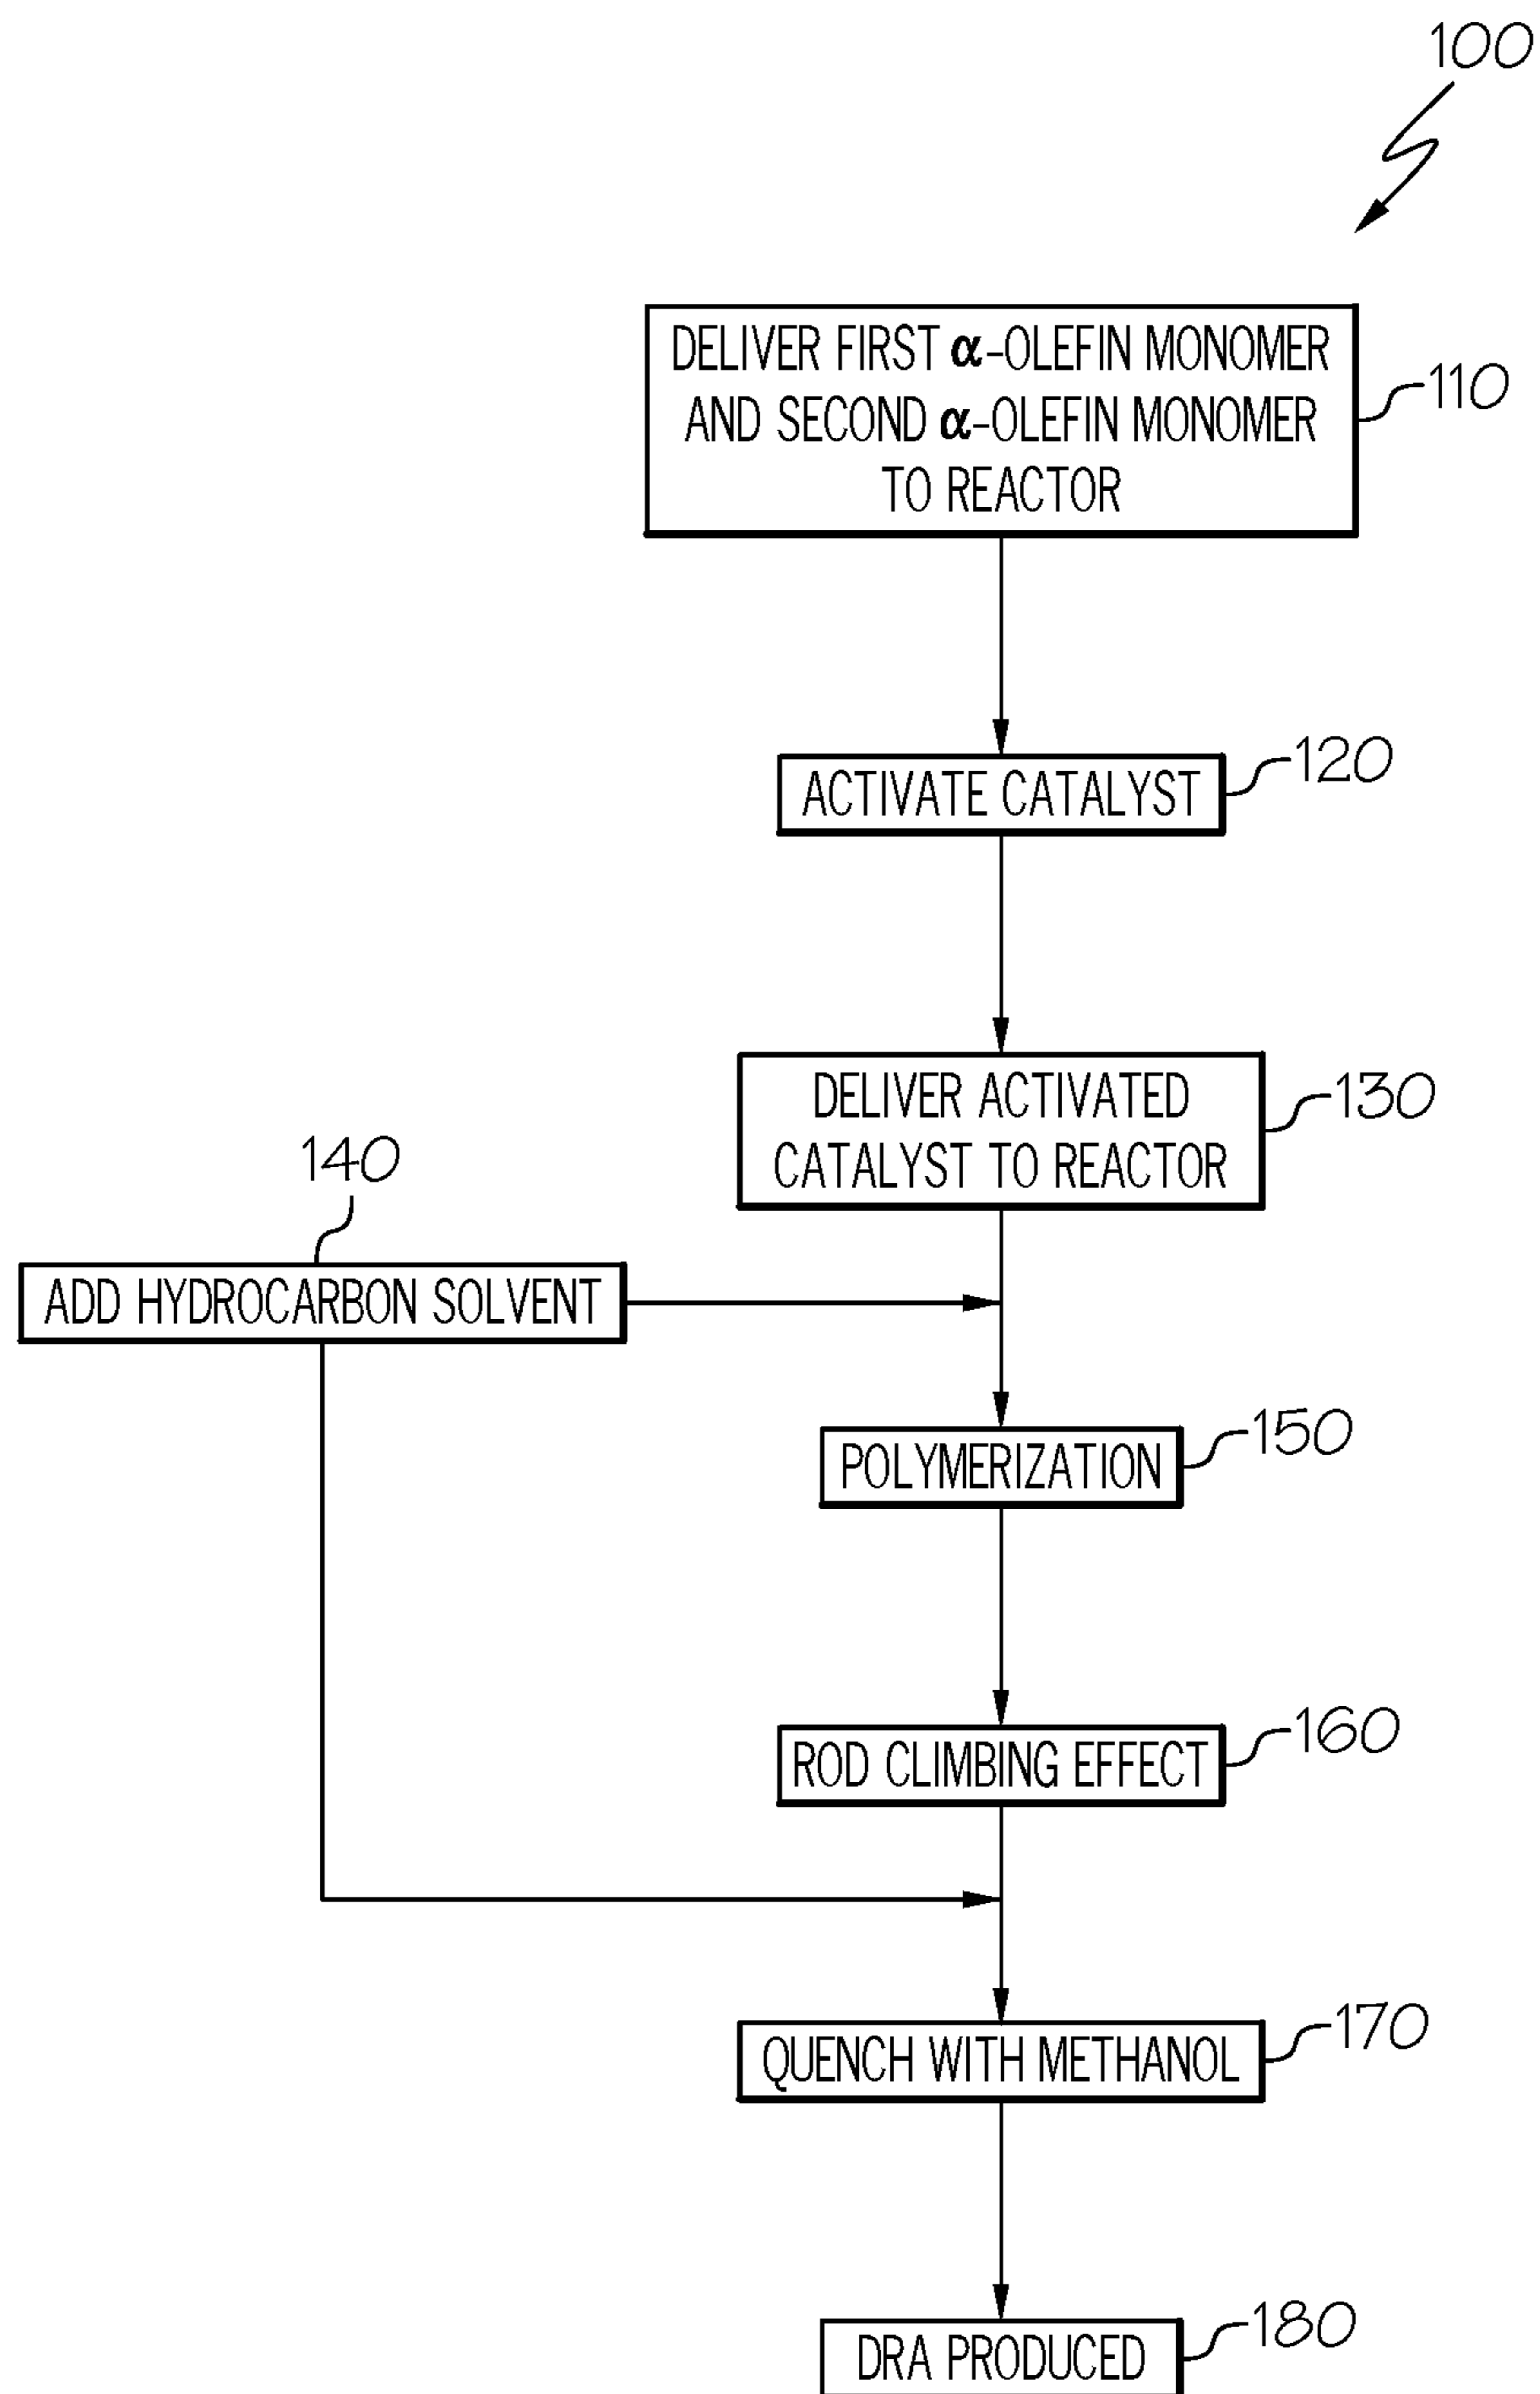 100
DELIVER FIRST α-OLEFIN MONOMER
AND SECOND α-OLEFIN MONOMER
TO REACTOR
110
ACTIVATE CATALYST
120
DELIVER ACTIVATED
CATALYST TO REACTOR
130
140
ADD HYDROCARBON SOLVENT
POLYMERIZATION
150
ROD CLIMBING EFFECT
160
QUENCH WITH METHANOL
170
DRA PRODUCED
180